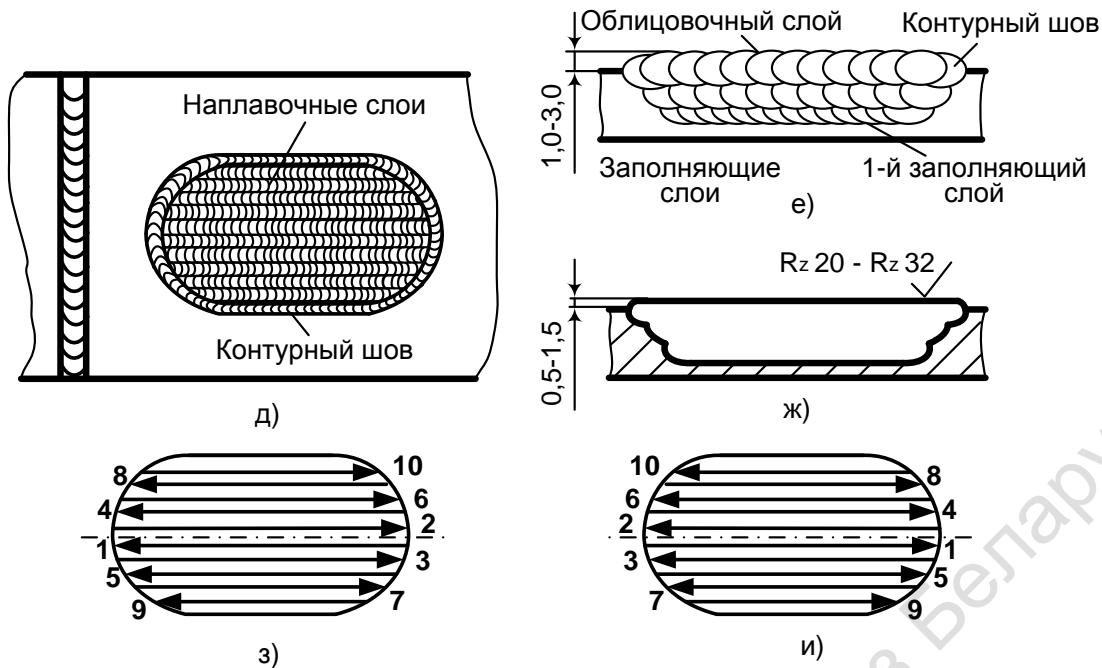 Наплавочные слои
Контурный шов
д)
Облицовочный слой
Контурный шов
1,0-3,0
Заполняющие
слои
1-й заполняющий
слой
е)
Rz 20 - Rz 32
0,5-1,5
ж)
8 10
4 6
2
1 3
5 7
9
з)
10 8
6 4
2
1
3 5
7 9
и)
з Белару